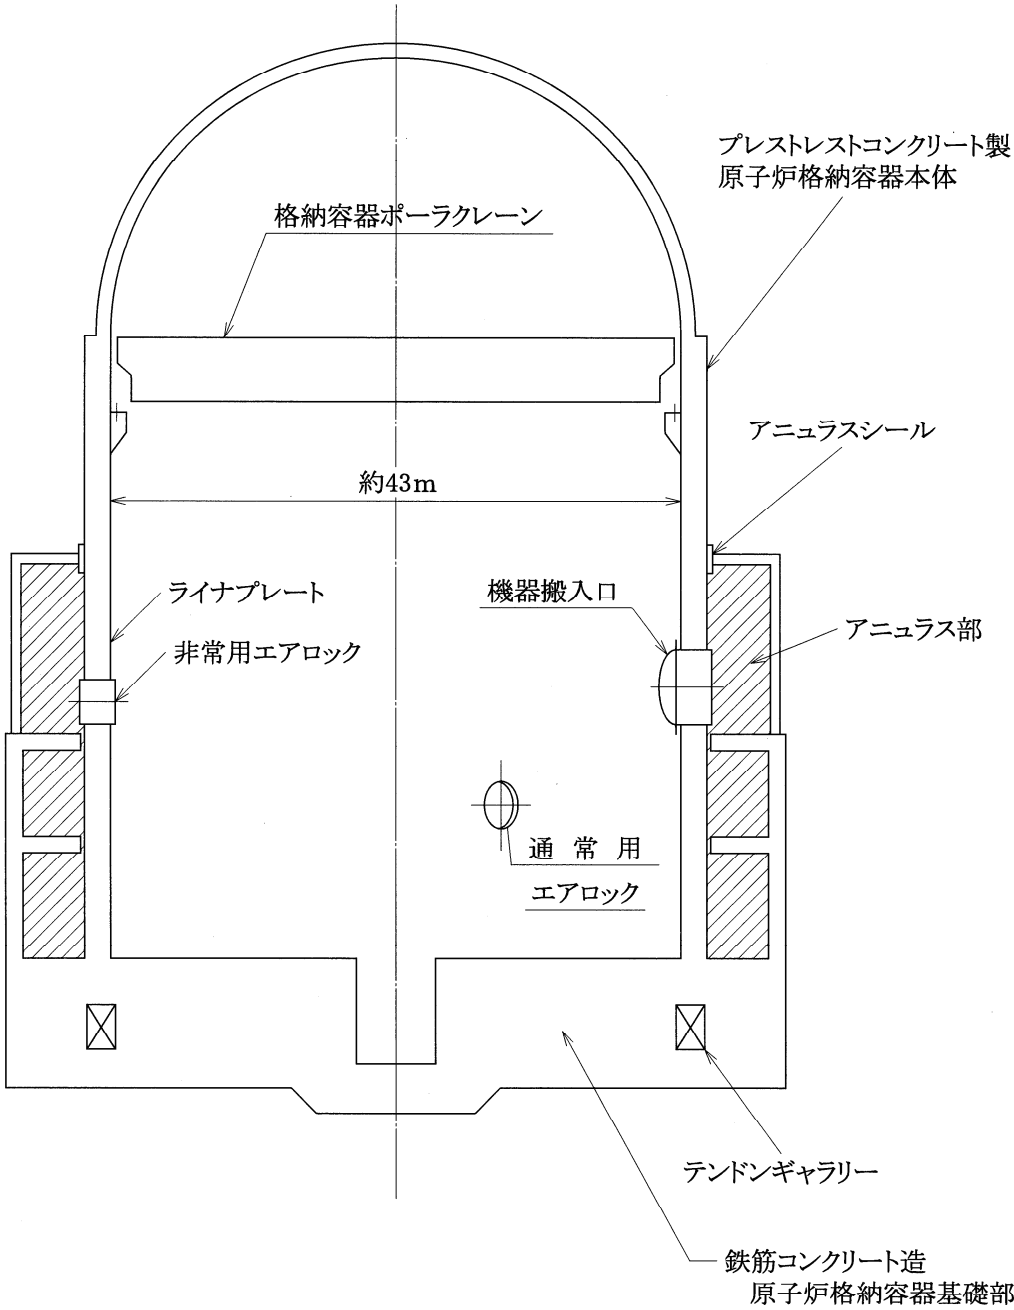 プレストレストコンクリート製
原子炉格納容器本体
格納容器ポーラクレーン
アニュラスシール
約43m
ライナプレート
機器搬入口
アニュラス部
非常用エアロック
通常用
エアロック
テンドンギャラリー
鉄筋コンクリート造
原子炉格納容器基礎部